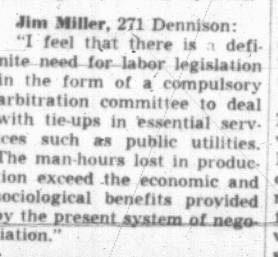 Jim Miller, 271 Dennison:
"I feel that there is a defi-
nite need for labor legislation
in the form of a compulsory
arbitration committee to deal
with tie-ups in essential serv-
ices such as public utilities.
The man-hours lost in produc-
tion exceed the economic and
sociological benefits provided
by the present system of nego-
iation."